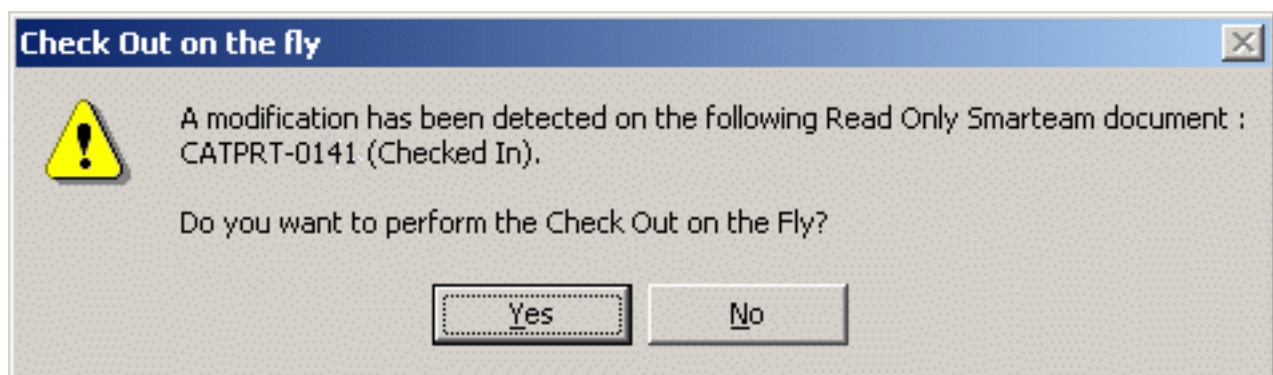 Check Out on the fly
A modification has been detected on the following Read Only Smarteam document :
CATPRT-0141 (Checked In).
Do you want to perform the Check Out on the Fly?
Yes
No